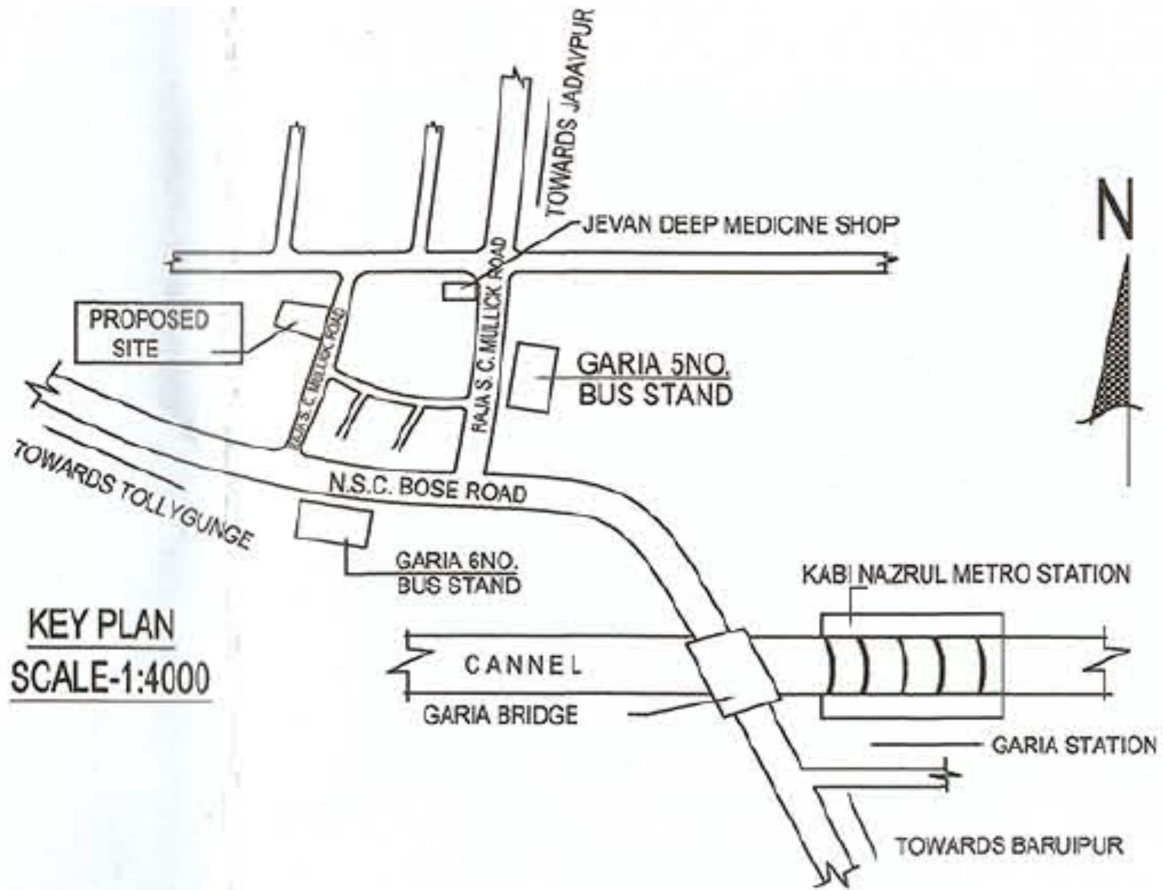 TOWARDS JADAVPUR
N
JEVAN DEEP MEDICINE SHOP
PROPOSED
SITE
RAJA S. C. MULLICK ROAD
RAJA S. C. MULLICK ROAD
GARIA 5NO.
BUS STAND
TOWARDS TOLLYGUNGE
N.S.C. BOSE ROAD
GARIA 6NO.
BUS STAND
KABI NAZRUL METRO STATION
KEY PLAN
SCALE-1:4000
CANNEL
GARIA BRIDGE
GARIA STATION
TOWARDS BARUIPUR